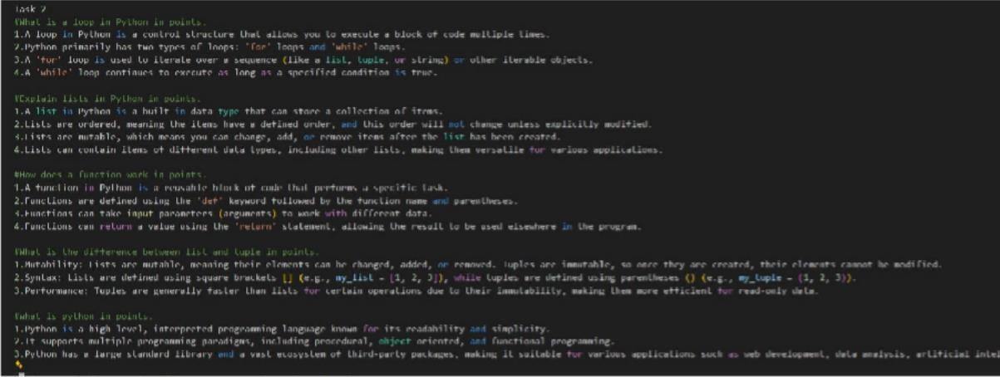 Task 2
#What is a loop in Python in points.
1.A loop in Python is a control structure that allows you to execute a block of code multiple times.
2.Python primarily has two types of loops: 'for' loops and 'while' loops.
3.A 'for' loop is used to iterate over a sequence (like a list, tuple, or string) or other iterable objects.
4.A 'while' loop continues to execute as long as a specified condition is true.
#Explain lists in Python in points.
1.A list in Python is a built in data type that can store a collection of items.
2.Lists are ordered, meaning the items have a defined order, and this order will not change unless explicitly modified.
3.Lists are mutable, which means you can change, add, or remove items after the list has been created.
4.Lists can contain items of different data types, including other lists, making them versatile for various applications.
#How does a function work in points.
1.A function in Python is a reusable block of code that performs a specific task.
2.Functions are defined using the 'def' keyword followed by the function name and parentheses.
3.Functions can take input parameters (arguments) to work with different data.
4.Functions can return a value using the 'return' statement, allowing the result to be used elsewhere in the program.
#What is the difference between list and tuple in points.
1.Mutability: Lists are mutable, meaning their elements can be changed, added, or removed. Tuples are immutable, so once they are created, their elements cannot be modified.
2.Syntax: Lists are defined using square brackets [] (e.g., my_list = [1, 2, 3]), while tuples are defined using parentheses () (e.g., my_tuple = (1, 2, 3)).
3.Performance: Tuples are generally faster than lists for certain operations due to their immutability, making them more efficient for read-only data.
#What is python in points.
1.Python is a high level, interpreted programming language known for its readability and simplicity.
2.It supports multiple programming paradigms, including procedural, object oriented, and functional programming.
3.Python has a large standard library and a vast ecosystem of third-party packages, making it suitable for various applications such as web development, data analysis, artificial intel